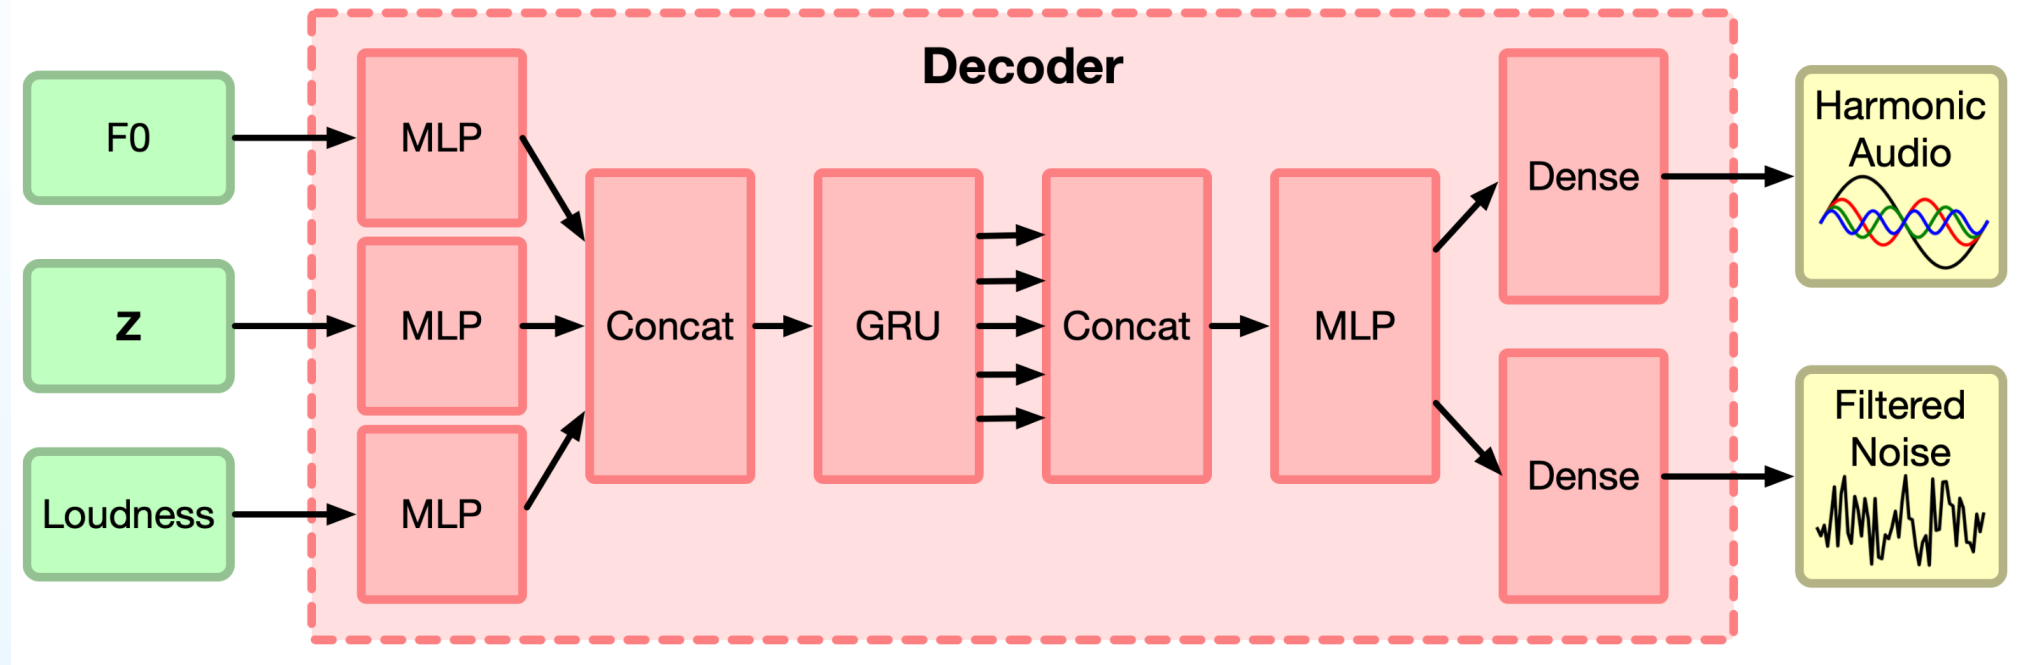 Decoder
F0
MLP
z
MLP
Loudness
MLP
Concat
GRU
Concat
MLP
Dense
Dense
Harmonic
Audio
Filtered
Noise